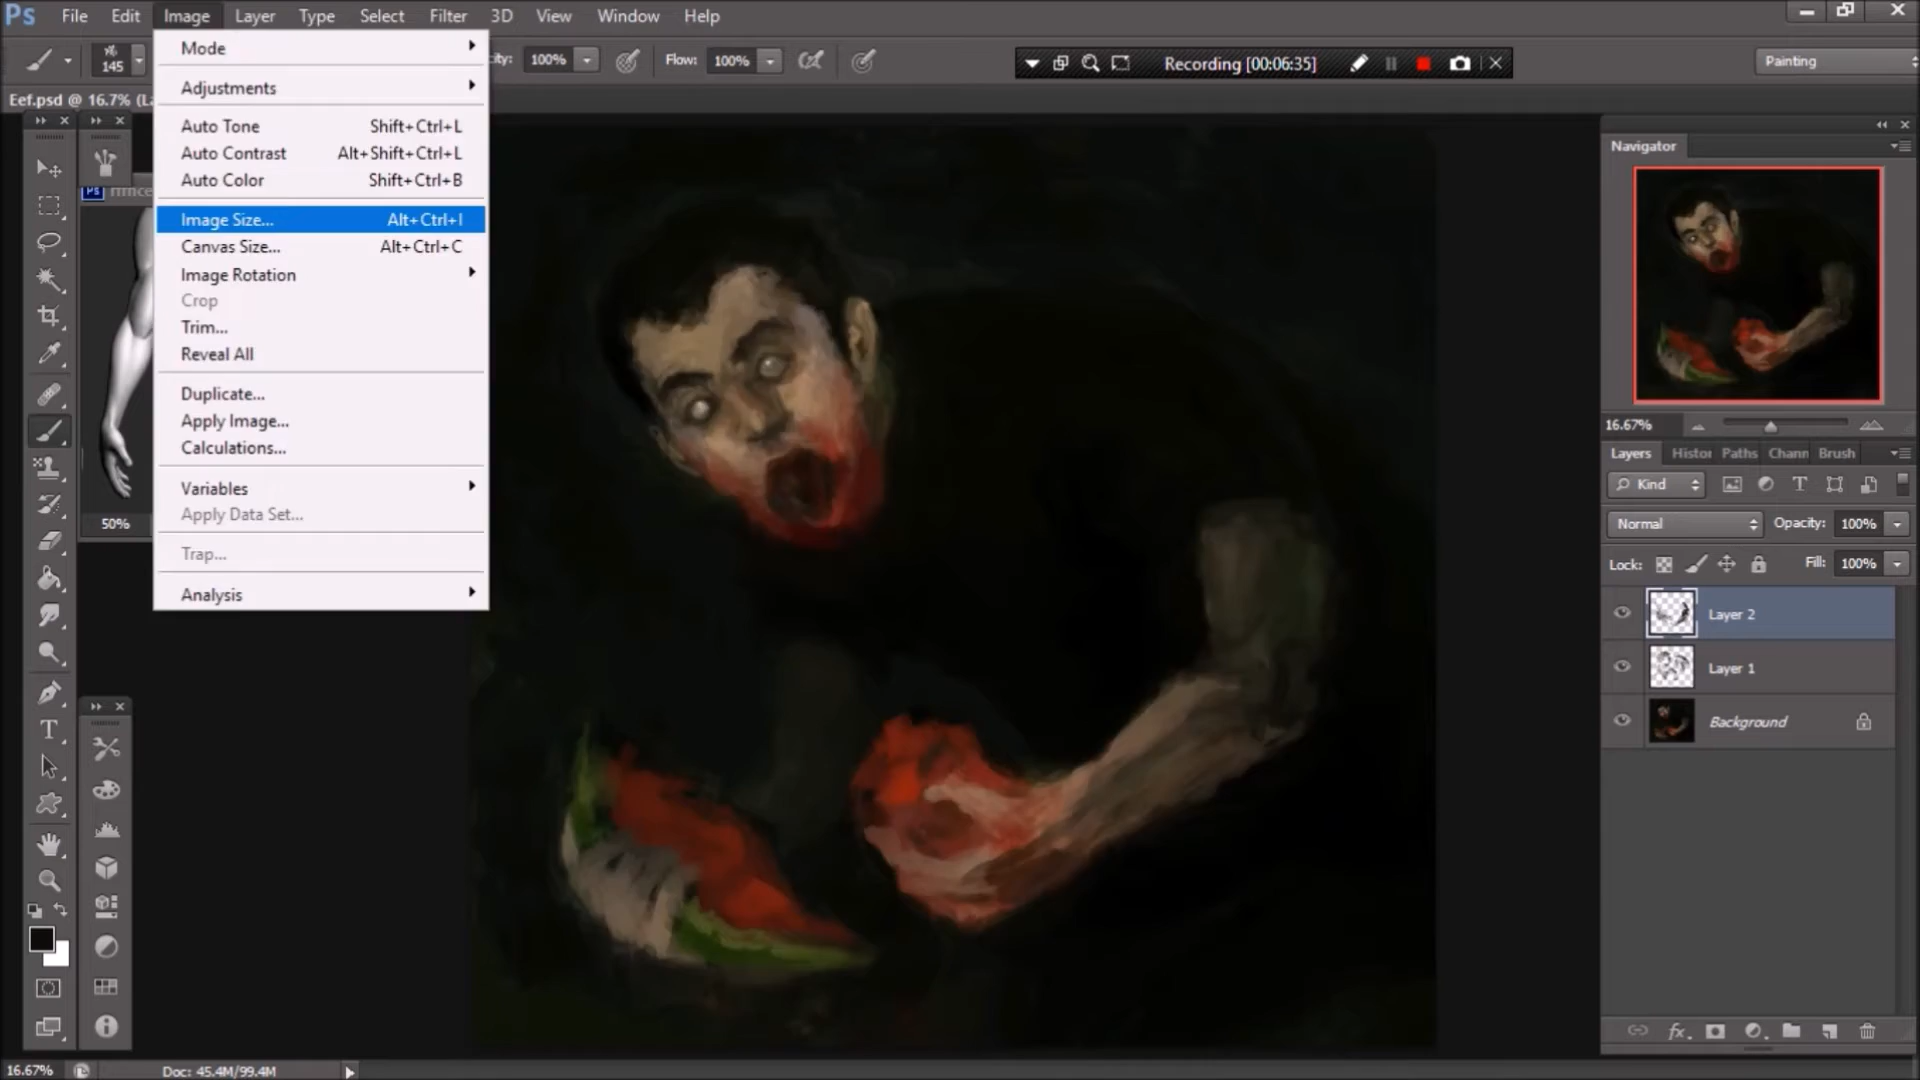 Ps File Edit Image Layer Type Select Filter 3D View Window Help
145 100% Flow: 100% Recording [00:06:35] Painting
Eef.psd @ 16.7%
Mode
Adjustments
Auto Tone Shift+Ctrl+L
Auto Contrast Alt+Shift+Ctrl+L
Auto Color Shift+Ctrl+B
Image Size... Alt+Ctrl+I
Canvas Size... Alt+Ctrl+C
Image Rotation
Crop
Trim...
Reveal All
Duplicate...
Apply Image...
Calculations...
Variables
Apply Data Set...
Trap...
Analysis
Ps
50%
Navigator
16.67%
Layers Histor Paths Chann Brush
Kind
Normal Opacity: 100%
Lock: Fill: 100%
Layer 2
Layer 1
Background
fx
16.67% Doc: 45.4M/99.4M